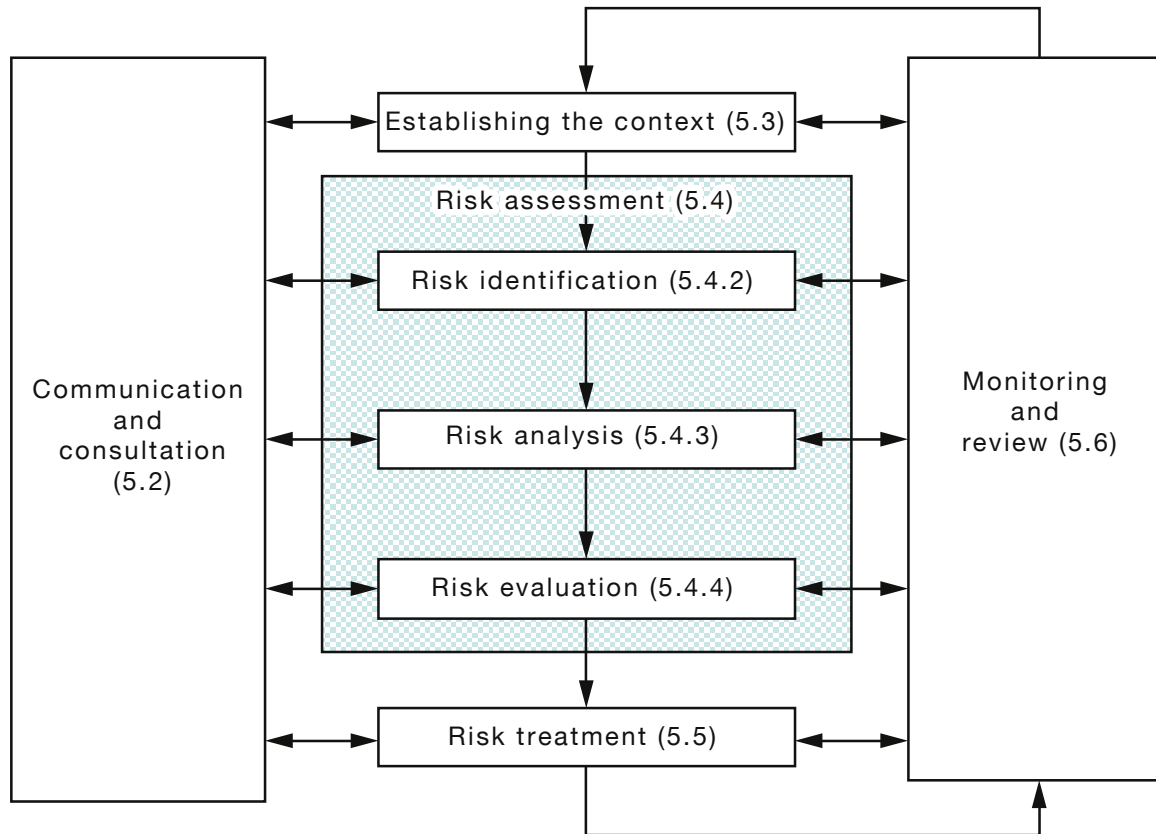 Establishing the context (5.3)
Risk assessment (5.4)
Risk identification (5.4.2)
Communication
and
consultation
(5.2)
Risk analysis (5.4.3)
Monitoring
and
review (5.6)
Risk evaluation (5.4.4)
Risk treatment (5.5)